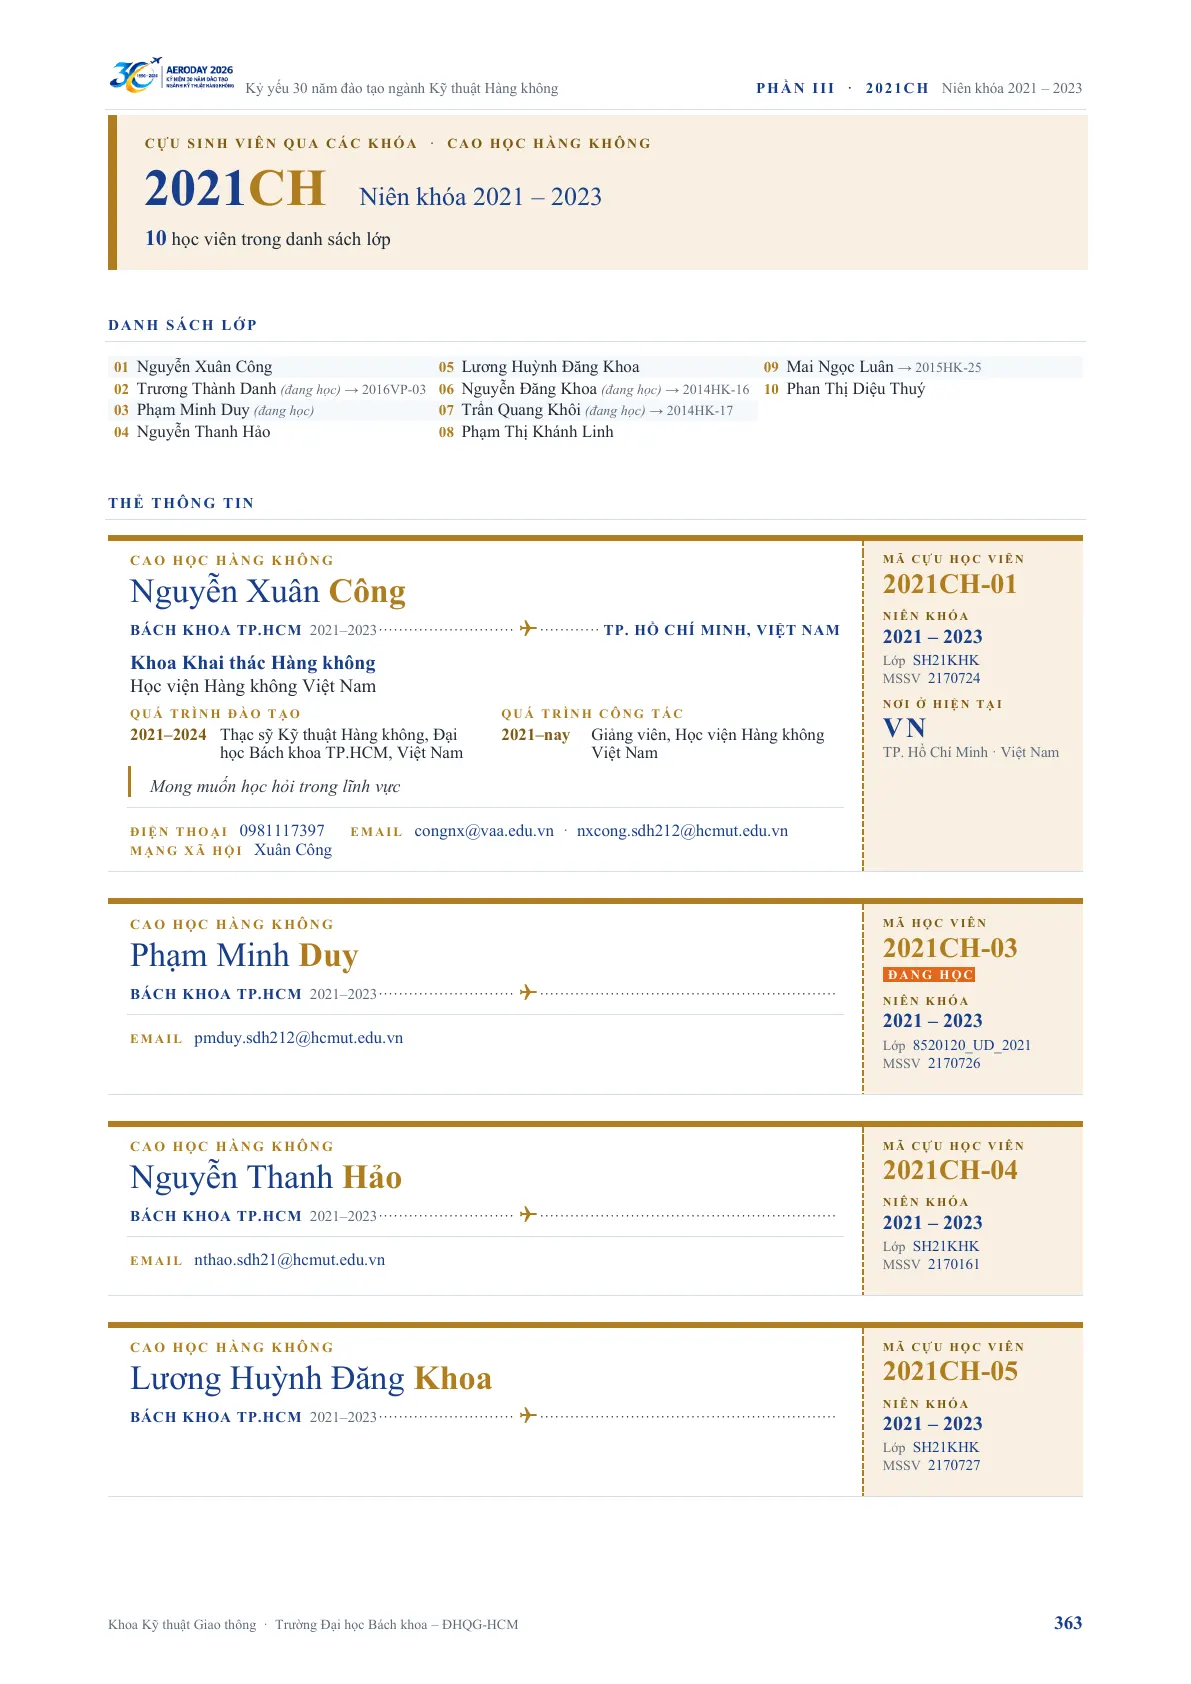 30 1996 - 2026 AERODAY 2026
KỶ NIỆM 30 NĂM ĐÀO TẠO
NGÀNH KỸ THUẬT HÀNG KHÔNG
Kỷ yếu 30 năm đào tạo ngành Kỹ thuật Hàng không
PHẦN III · 2021CH Niên khóa 2021 – 2023
CỰU SINH VIÊN QUA CÁC KHÓA · CAO HỌC HÀNG KHÔNG
2021CH Niên khóa 2021 – 2023
10 học viên trong danh sách lớp
DANH SÁCH LỚP
01 Nguyễn Xuân Công
02 Trương Thành Danh (đang học) → 2016VP-03
03 Phạm Minh Duy (đang học)
04 Nguyễn Thanh Hảo
05 Lương Huỳnh Đăng Khoa
06 Nguyễn Đăng Khoa (đang học) → 2014HK-16
07 Trần Quang Khôi (đang học) → 2014HK-17
08 Phạm Thị Khánh Linh
09 Mai Ngọc Luân → 2015HK-25
10 Phan Thị Diệu Thuý
THẺ THÔNG TIN
CAO HỌC HÀNG KHÔNG
Nguyễn Xuân Công
BÁCH KHOA TP.HCM 2021–2023 TP. HỒ CHÍ MINH, VIỆT NAM
Khoa Khai thác Hàng không
Học viện Hàng không Việt Nam
QUÁ TRÌNH ĐÀO TẠO
2021–2024 Thạc sỹ Kỹ thuật Hàng không, Đại
học Bách khoa TP.HCM, Việt Nam
QUÁ TRÌNH CÔNG TÁC
2021–nay Giảng viên, Học viện Hàng không
Việt Nam
Mong muốn học hỏi trong lĩnh vực
ĐIỆN THOẠI 0981117397 EMAIL congnx@vaa.edu.vn · nxcong.sdh212@hcmut.edu.vn
MẠNG XÃ HỘI Xuân Công
MÃ CỰU HỌC VIÊN
2021CH-01
NIÊN KHÓA
2021 – 2023
Lớp SH21KHK
MSSV 2170724
NƠI Ở HIỆN TẠI
VN
TP. Hồ Chí Minh · Việt Nam
CAO HỌC HÀNG KHÔNG
Phạm Minh Duy
BÁCH KHOA TP.HCM 2021–2023
EMAIL pmduy.sdh212@hcmut.edu.vn
MÃ HỌC VIÊN
2021CH-03
ĐANG HỌC
NIÊN KHÓA
2021 – 2023
Lớp 8520120_UD_2021
MSSV 2170726
CAO HỌC HÀNG KHÔNG
Nguyễn Thanh Hảo
BÁCH KHOA TP.HCM 2021–2023
EMAIL nthao.sdh21@hcmut.edu.vn
MÃ CỰU HỌC VIÊN
2021CH-04
NIÊN KHÓA
2021 – 2023
Lớp SH21KHK
MSSV 2170161
CAO HỌC HÀNG KHÔNG
Lương Huỳnh Đăng Khoa
BÁCH KHOA TP.HCM 2021–2023
MÃ CỰU HỌC VIÊN
2021CH-05
NIÊN KHÓA
2021 – 2023
Lớp SH21KHK
MSSV 2170727
Khoa Kỹ thuật Giao thông · Trường Đại học Bách khoa – ĐHQG-HCM
363